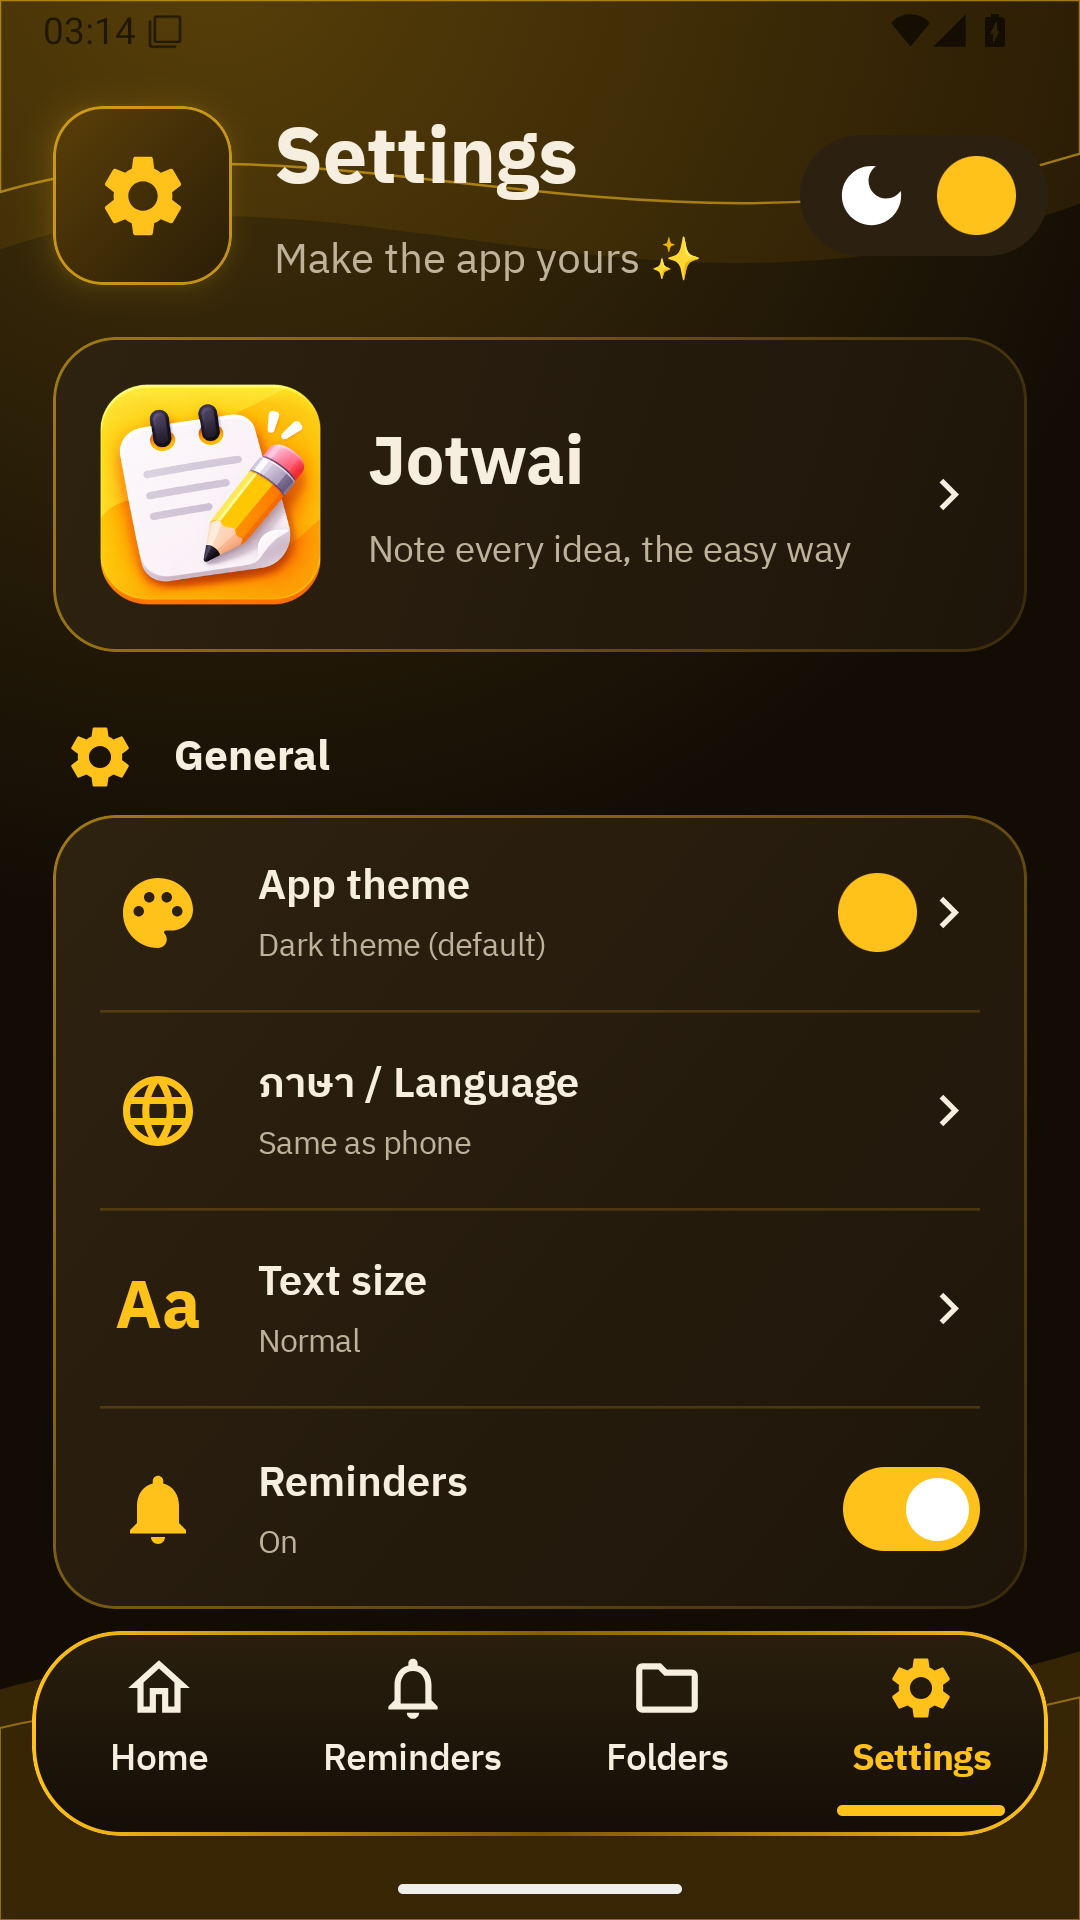 03:14
Settings
Make the app yours ✨
Jotwai
Note every idea, the easy way
General
App theme
Dark theme (default)
ภาษา / Language
Same as phone
Aa
Text size
Normal
Reminders
On
Home
Reminders
Folders
Settings